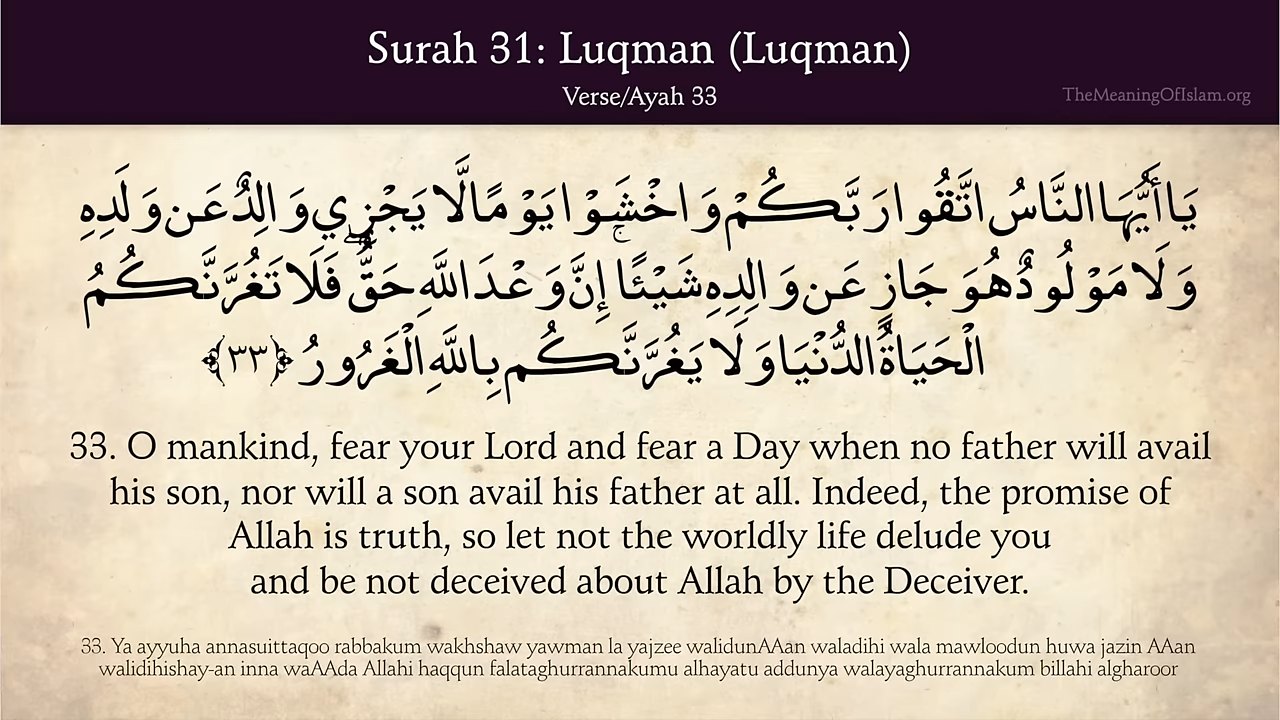 Surah 31: Luqman (Luqman)
Verse/Ayah 33
TheMeaningOfIslam.org
يَا أَيُّهَا النَّاسُ اتَّقُوا رَبَّكُمْ وَاخْشَوْا يَوْمًا لَّا يَجْزِي وَالِدٌ عَن وَلَدِهِ
وَلَا مَوْلُودٌ هُوَ جَازٍ عَن وَالِدِهِ شَيْئًا ۚ إِنَّ وَعْدَ اللَّهِ حَقٌّ ۖ فَلَا تَغُرَّنَّكُمُ
الْحَيَاةُ الدُّنْيَا وَلَا يَغُرَّنَّكُم بِاللَّهِ الْغَرُورُ ﴿٣٣﴾
33. O mankind, fear your Lord and fear a Day when no father will avail
his son, nor will a son avail his father at all. Indeed, the promise of
Allah is truth, so let not the worldly life delude you
and be not deceived about Allah by the Deceiver.
33. Ya ayyuha annasuittaqoo rabbakum wakhshaw yawman la yajzee walidunAAan waladihi wala mawloodun huwa jazin AAan
walidihishay-an inna waAAda Allahi haqqun falataghurrannakumu alhayatu addunya walayaghurrannakum billahi algharoor